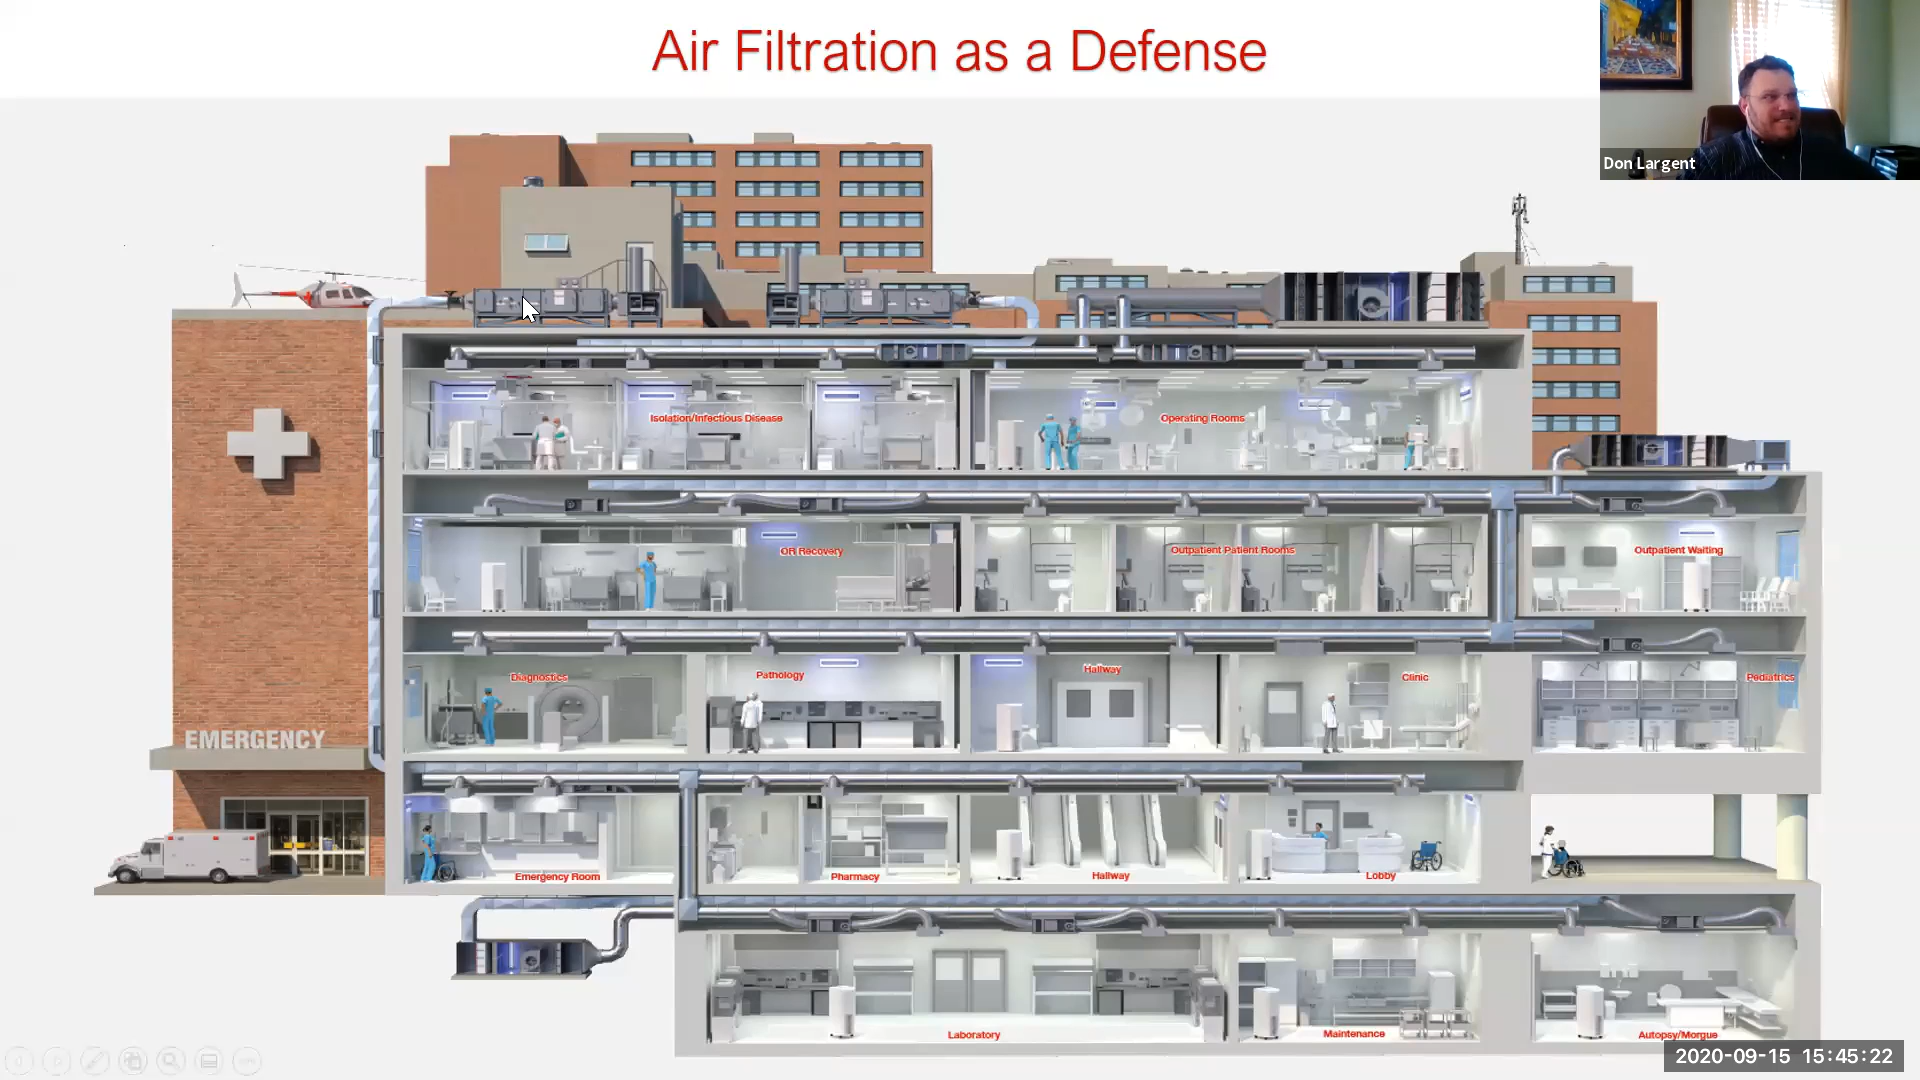 Air Filtration as a Defense
Don Largent
Isolation/Infectious Disease
Operating Rooms
OR Recovery
Outpatient Patient Rooms
Outpatient Waiting
Diagnostics
Pathology
Hallway
Clinic
Pediatrics
EMERGENCY
Emergency Room
Pharmacy
Hallway
Lobby
Laboratory
Maintenance
Autopsy/Morgue
2020-09-15 15:45:22